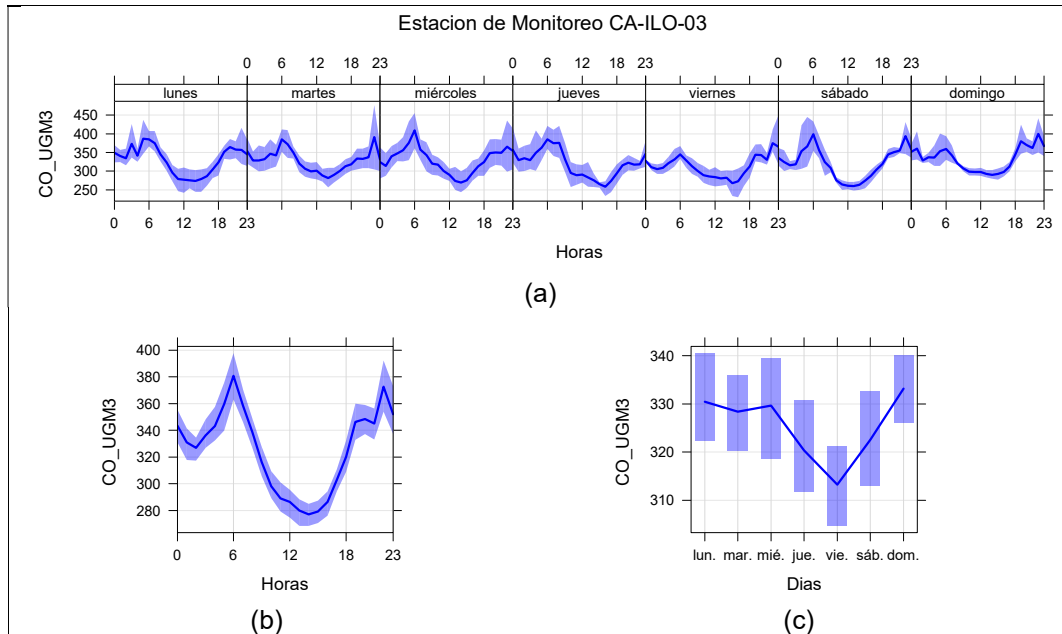 Estacion de Monitoreo CA-ILO-03
0 6 12 18 23 0 6 12 18 23 0 6 12 18 23
lunes martes miércoles jueves viernes sábado domingo
450
400
350
300
250
CO_UGM3
0 6 12 18 23 0 6 12 18 23 0 6 12 18 23 0 6 12 18 23
Horas
(a)
400
380
360
340
320
300
280
CO_UGM3
0 6 12 18 23
Horas
(b)
340
330
320
310
CO_UGM3
lun. mar. mié. jue. vie. sáb. dom.
Dias
(c)